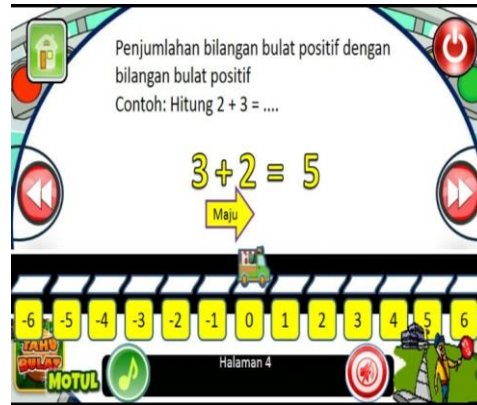 Penjumlahan bilangan bulat positif dengan
bilangan bulat positif
Contoh: Hitung 2 + 3 = ....
3 + 2 = 5
Maju
-6 -5 -4 -3 -2 -1 0 1 2 3 4 5 6
TAHU
BULAT
MOTUL
Halaman 4